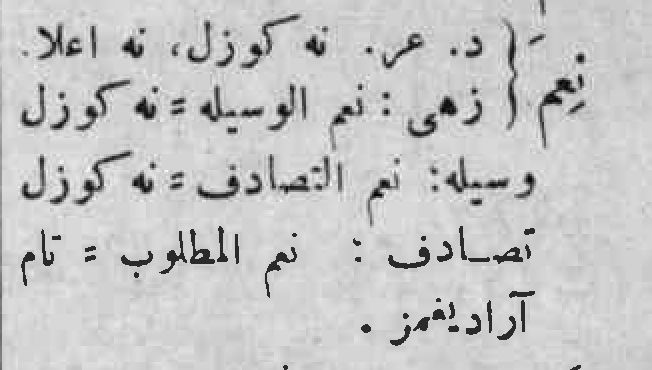 نِعمَ { د. عر. نه كوزل، نه اعلا.
زهى : نعم الوسيله = نه كوزل
وسيله: نعم التصادف = نه كوزل
تصادف : نعم المطلوب = تام
آراديغمز .